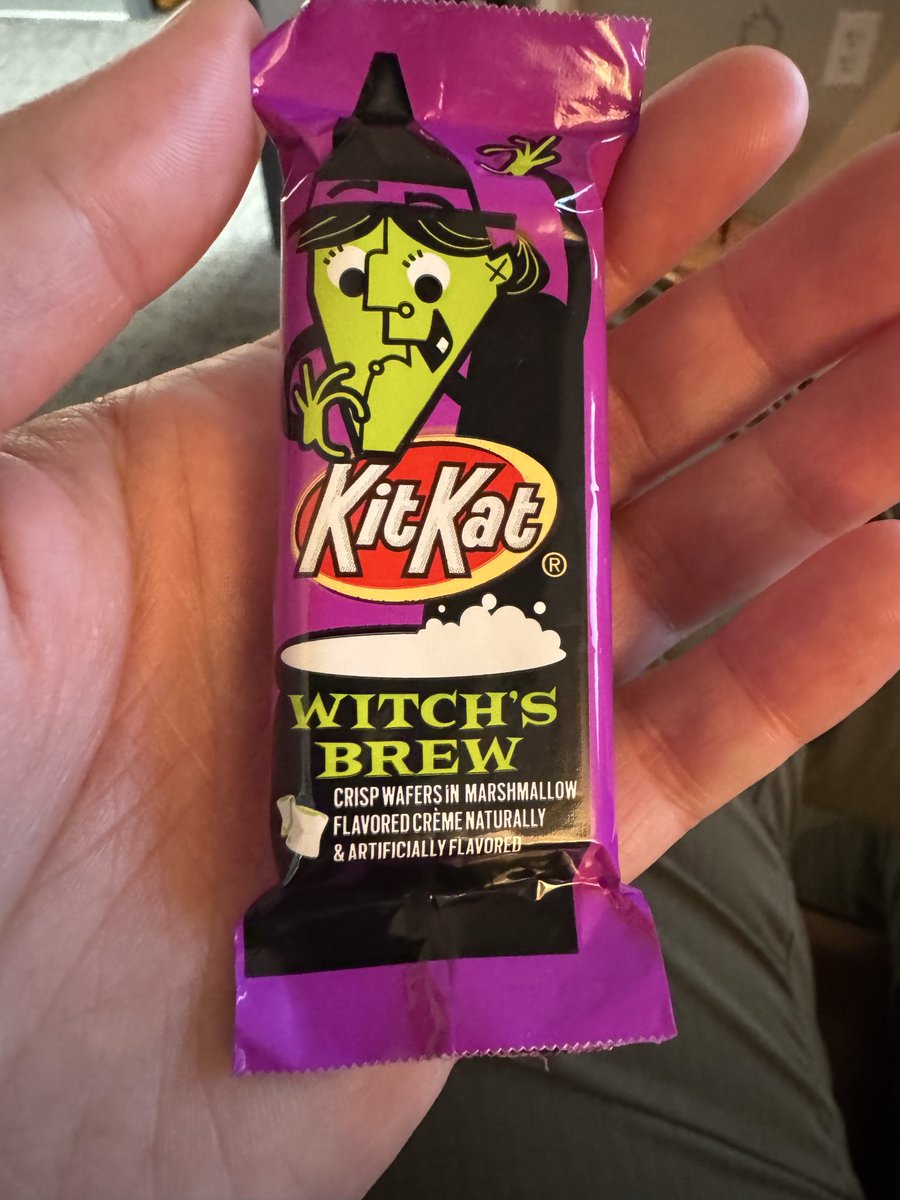 KitKat
®
WITCH'S
BREW
CRISP WAFERS IN MARSHMALLOW
FLAVORED CRÈME NATURALLY
& ARTIFICIALLY FLAVORED